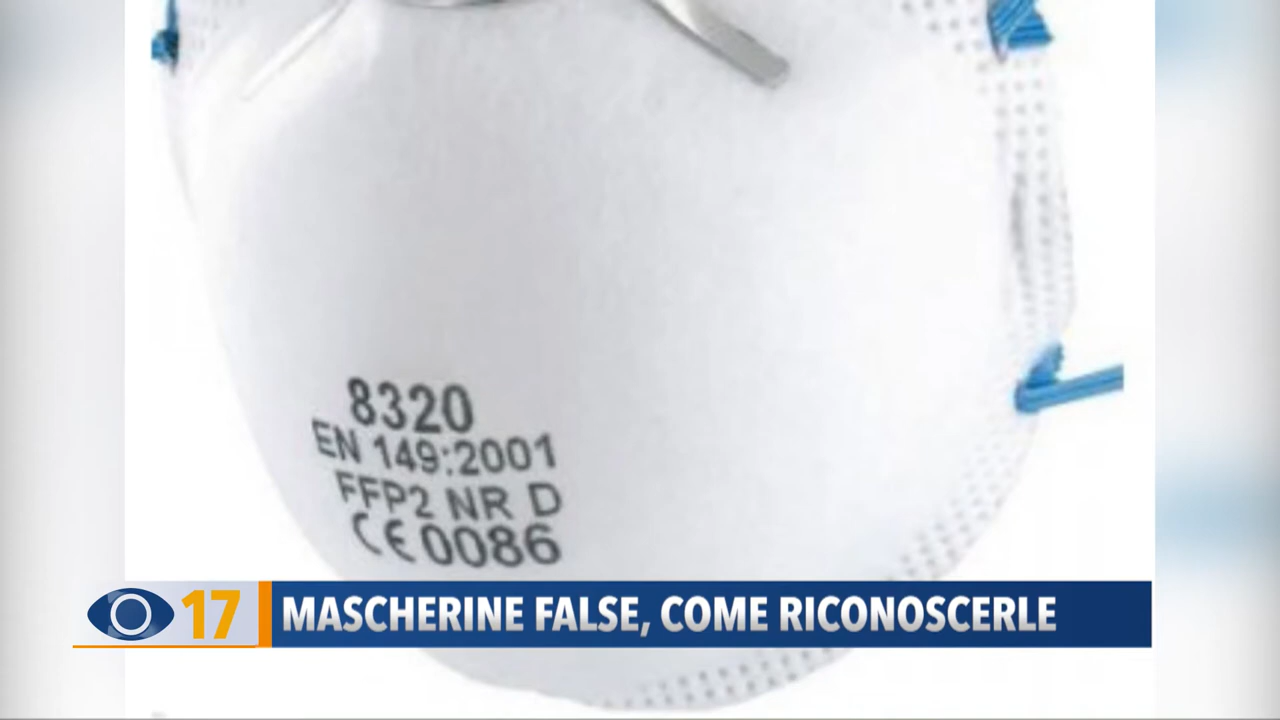 8320
EN 149:2001
FFP2 NR D
CE 0086
17
MASCHERINE FALSE, COME RICONOSCERLE